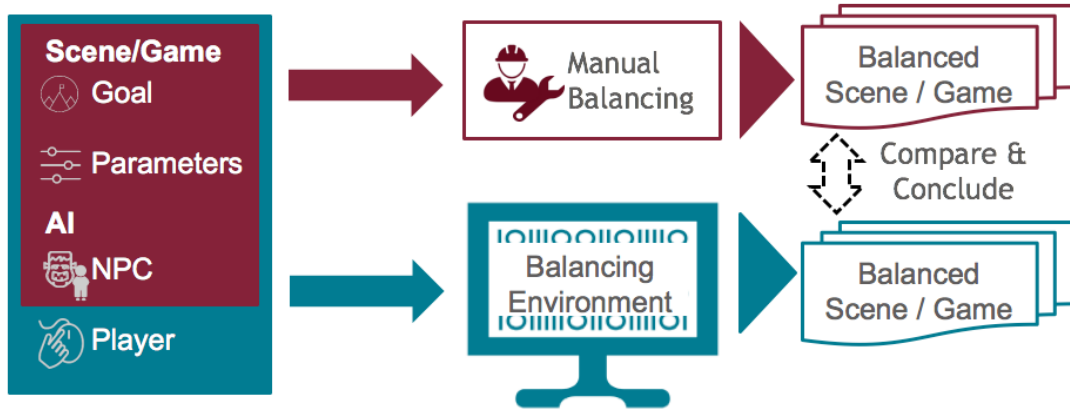 Scene/Game
Goal
Parameters
AI
NPC
Player
Manual
Balancing
Balanced
Scene / Game
Compare &
Conclude
Balancing
Environment
Balanced
Scene / Game